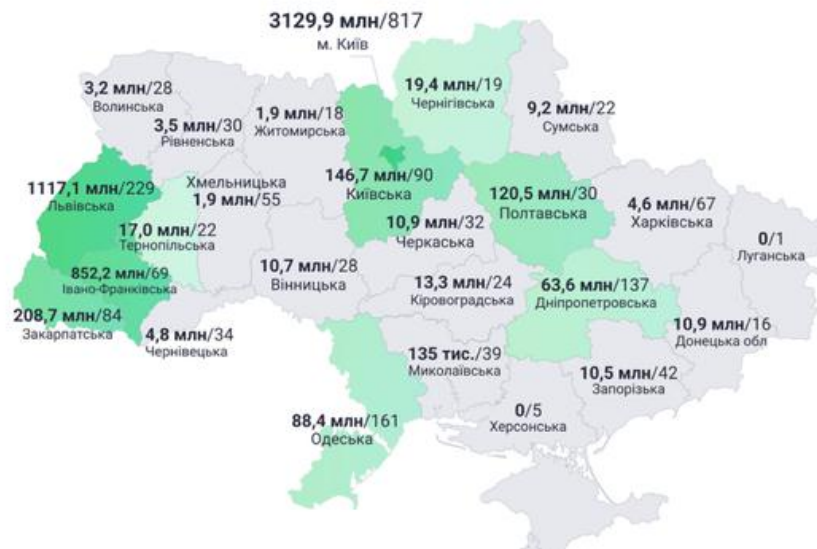 3129,9 млн/817
м. Київ
19,4 млн/19
Чернігівська
3,2 млн/28
Волинська
1,9 млн/18
Житомирська
9,2 млн/22
Сумська
3,5 млн/30
Рівненська
1117,1 млн/229
Львівська
Хмельницька
1,9 млн/55
146,7 млн/90
Київська
120,5 млн/30
Полтавська
4,6 млн/67
Харківська
17,0 млн/22
Тернопільська
10,9 млн/32
Черкаська
0/1
Луганська
852,2 млн/69
Івано-Франківська
10,7 млн/28
Вінницька
13,3 млн/24
Кіровоградська
63,6 млн/137
Дніпропетровська
208,7 млн/84
Закарпатська
4,8 млн/34
Чернівецька
10,9 млн/16
Донецька обл
135 тис./39
Миколаївська
10,5 млн/42
Запорізька
0/5
Херсонська
88,4 млн/161
Одеська